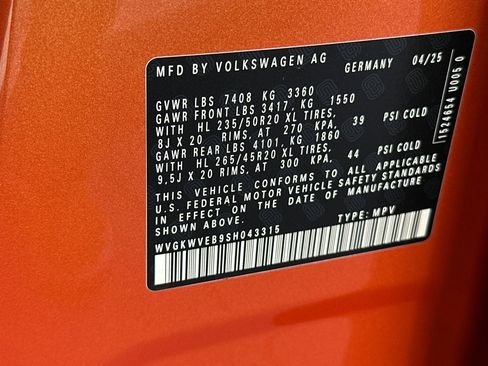 MFD BY VOLKSWAGEN AG GERMANY 04/25
GVWR LBS 7408 KG 3360
GAWR FRONT LBS 3417, KG 1550
WITH HL 235/50R20 XL TIRES,
8J X 20 RIMS, AT 270 KPA, 39 PSI COLD
GAWR REAR LBS 4101, KG 1860
WITH HL 265/45R20 XL TIRES,
9,5J X 20 RIMS, AT 300 KPA, 44 PSI COLD
THIS VEHICLE CONFORMS TO ALL APPLICABLE
U.S. FEDERAL MOTOR VEHICLE SAFETY STANDARDS
IN EFFECT ON THE DATE OF MANUFACTURE
SHOWN ABOVE.
WVGKWVEB9SH043315 TYPE: MPV
T524654 U005 0